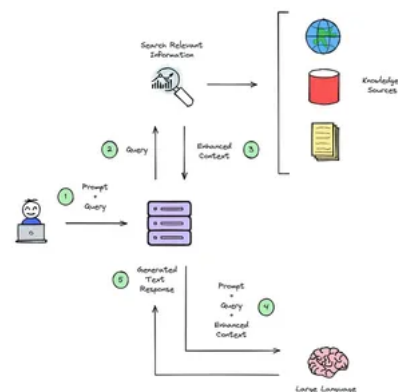 Search Relevant
Information
Knowledge
Sources
2
Query
Enhanced
Context
3
1
Prompt
+
Query
5
Generated
Text
Response
Prompt
+
Query
+
Enhanced
Context
4
Large Language